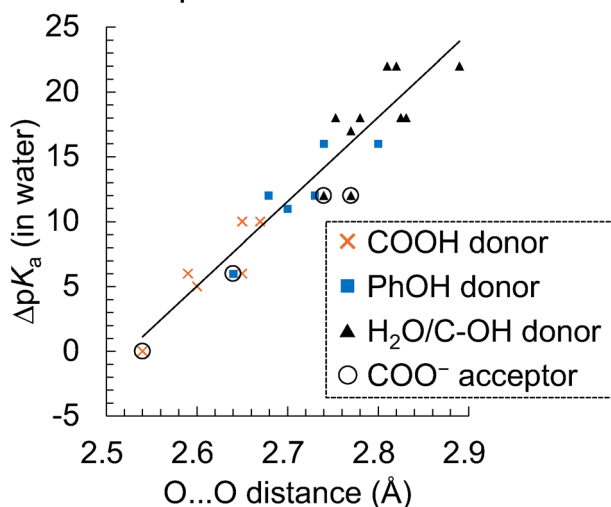 25
20
15
10
5
0
-5
2.5 2.6 2.7 2.8 2.9
ΔpKa (in water)
O...O distance (Å)
COOH donor
PhOH donor
H₂O/C-OH donor
COO⁻ acceptor